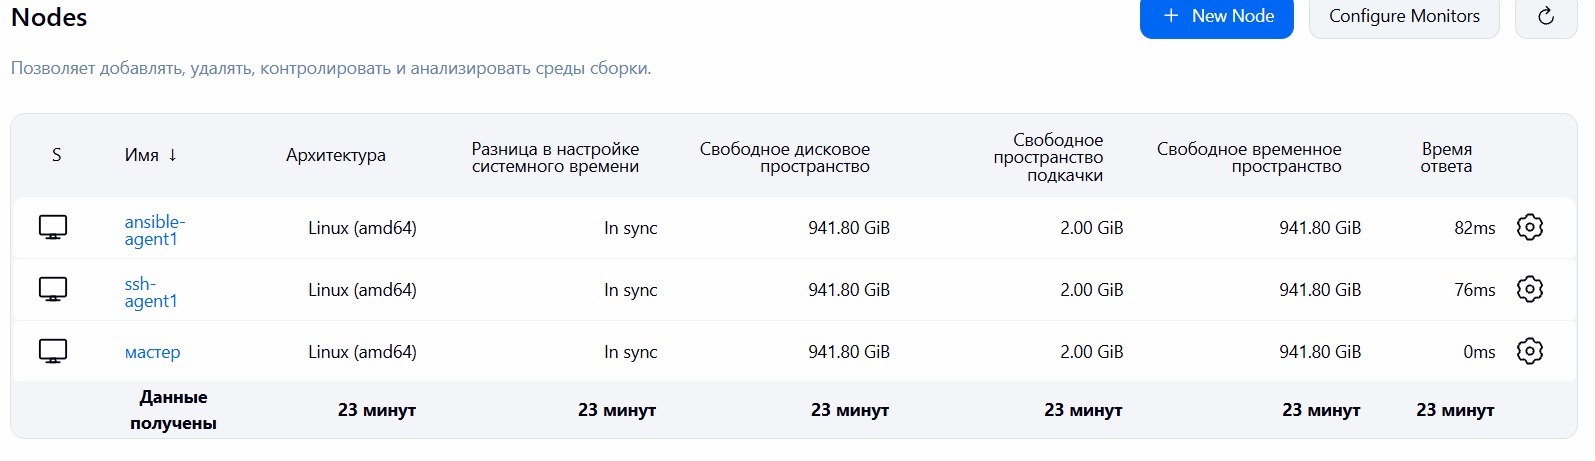 Nodes
+ New Node
Configure Monitors
Позволяет добавлять, удалять, контролировать и анализировать среды сборки.
S
Имя ↓
Архитектура
Разница в настройке
системного времени
Свободное дисковое
пространство
Свободное
пространство
подкачки
Свободное временное
пространство
Время
ответа
ansible-
agent1
Linux (amd64)
In sync
941.80 GiB
2.00 GiB
941.80 GiB
82ms
ssh-
agent1
Linux (amd64)
In sync
941.80 GiB
2.00 GiB
941.80 GiB
76ms
мастер
Linux (amd64)
In sync
941.80 GiB
2.00 GiB
941.80 GiB
0ms
Данные
получены
23 минут
23 минут
23 минут
23 минут
23 минут
23 минут